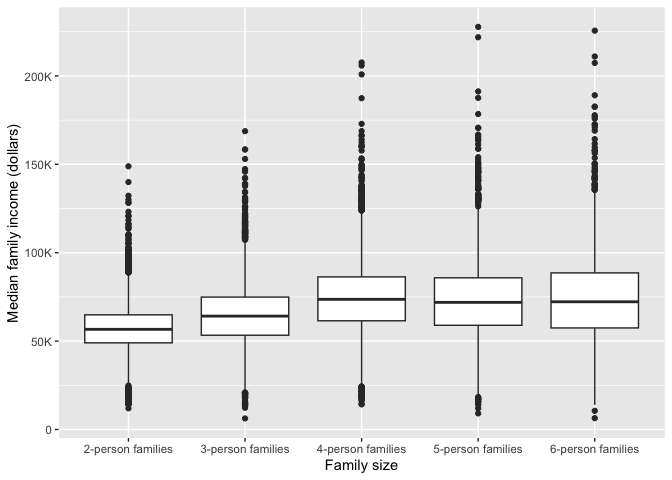 200K
150K
100K
50K
0
Median family income (dollars)
2-person families 3-person families 4-person families 5-person families 6-person families
Family size